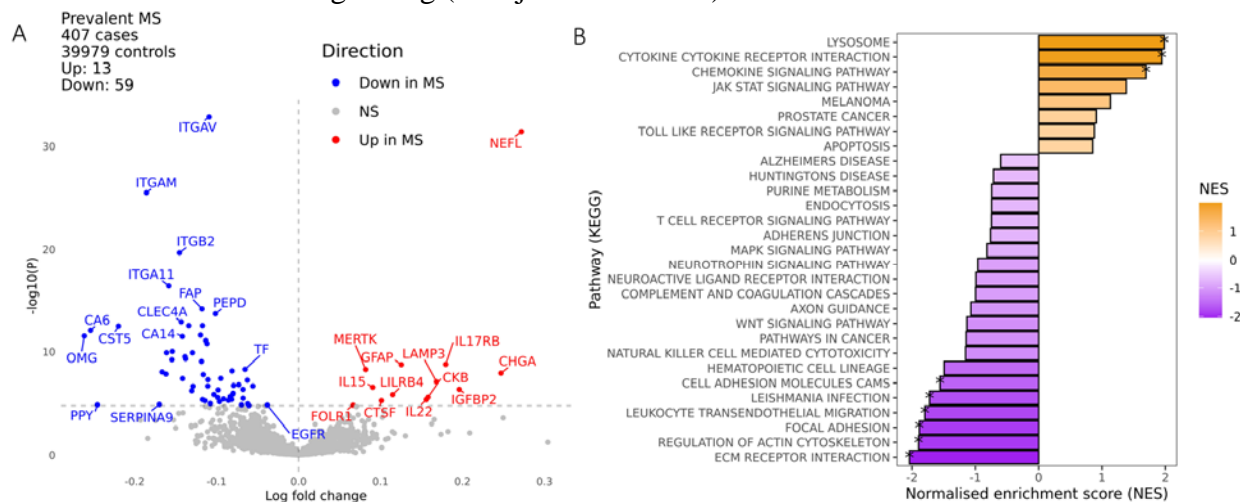 A
Prevalent MS
407 cases
39979 controls
Up: 13
Down: 59
Direction
Down in MS
NS
Up in MS
ITGAV
NEFL
ITGAM
ITGB2
ITGA11
FAP
PEPD
CLEC4A
CA6
CST5
CA14
OMG
TF
PPY
SERPINA9
EGFR
MERTK
GFAP
LAMP3
IL17RB
CHGA
IL15
LILRB4
CKB
IGFBP2
FOLR1
CTSF
IL22
-log10(P)
30
20
10
0
-0.2
-0.1
0.0
0.1
0.2
0.3
Log fold change
B
Pathway (KEGG)
LYSOSOME
CYTOKINE CYTOKINE RECEPTOR INTERACTION
CHEMOKINE SIGNALING PATHWAY
JAK STAT SIGNALING PATHWAY
MELANOMA
PROSTATE CANCER
TOLL LIKE RECEPTOR SIGNALING PATHWAY
APOPTOSIS
ALZHEIMERS DISEASE
HUNTINGTONS DISEASE
PURINE METABOLISM
ENDOCYTOSIS
T CELL RECEPTOR SIGNALING PATHWAY
ADHERENS JUNCTION
MAPK SIGNALING PATHWAY
NEUROTROPHIN SIGNALING PATHWAY
NEUROACTIVE LIGAND RECEPTOR INTERACTION
COMPLEMENT AND COAGULATION CASCADES
AXON GUIDANCE
WNT SIGNALING PATHWAY
PATHWAYS IN CANCER
NATURAL KILLER CELL MEDIATED CYTOTOXICITY
HEMATOPOIETIC CELL LINEAGE
CELL ADHESION MOLECULES CAMS
LEISHMANIA INFECTION
LEUKOCYTE TRANSENDOTHELIAL MIGRATION
FOCAL ADHESION
REGULATION OF ACTIN CYTOSKELETON
ECM RECEPTOR INTERACTION
-2
-1
0
1
2
Normalised enrichment score (NES)
NES
1
0
-1
-2